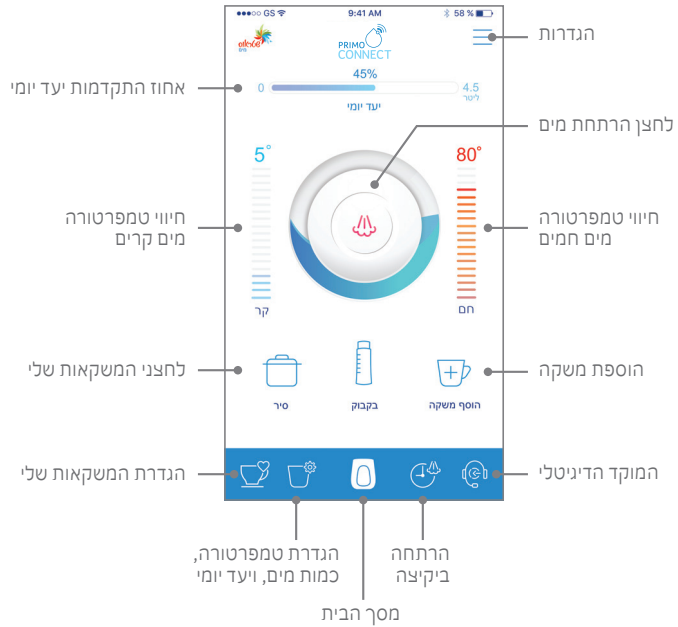 GS
9:41 AM
58 %
הגדרות
מים
PRIMO
CONNECT
45%
אחוז התקדמות יעד יומי
0
4.5
ליטר
יעד יומי
לחצן הרתחת מים
5°
80°
חיווי טמפרטורה
מים קרים
חיווי טמפרטורה
מים חמים
קר
חם
לחצני המשקאות שלי
הוספת משקה
סיר
בקבוק
הוסף משקה
הגדרת המשקאות שלי
המוקד הדיגיטלי
הגדרת טמפרטורה,
כמות מים, ויעד יומי
הרתחה
ביקיצה
מסך הבית